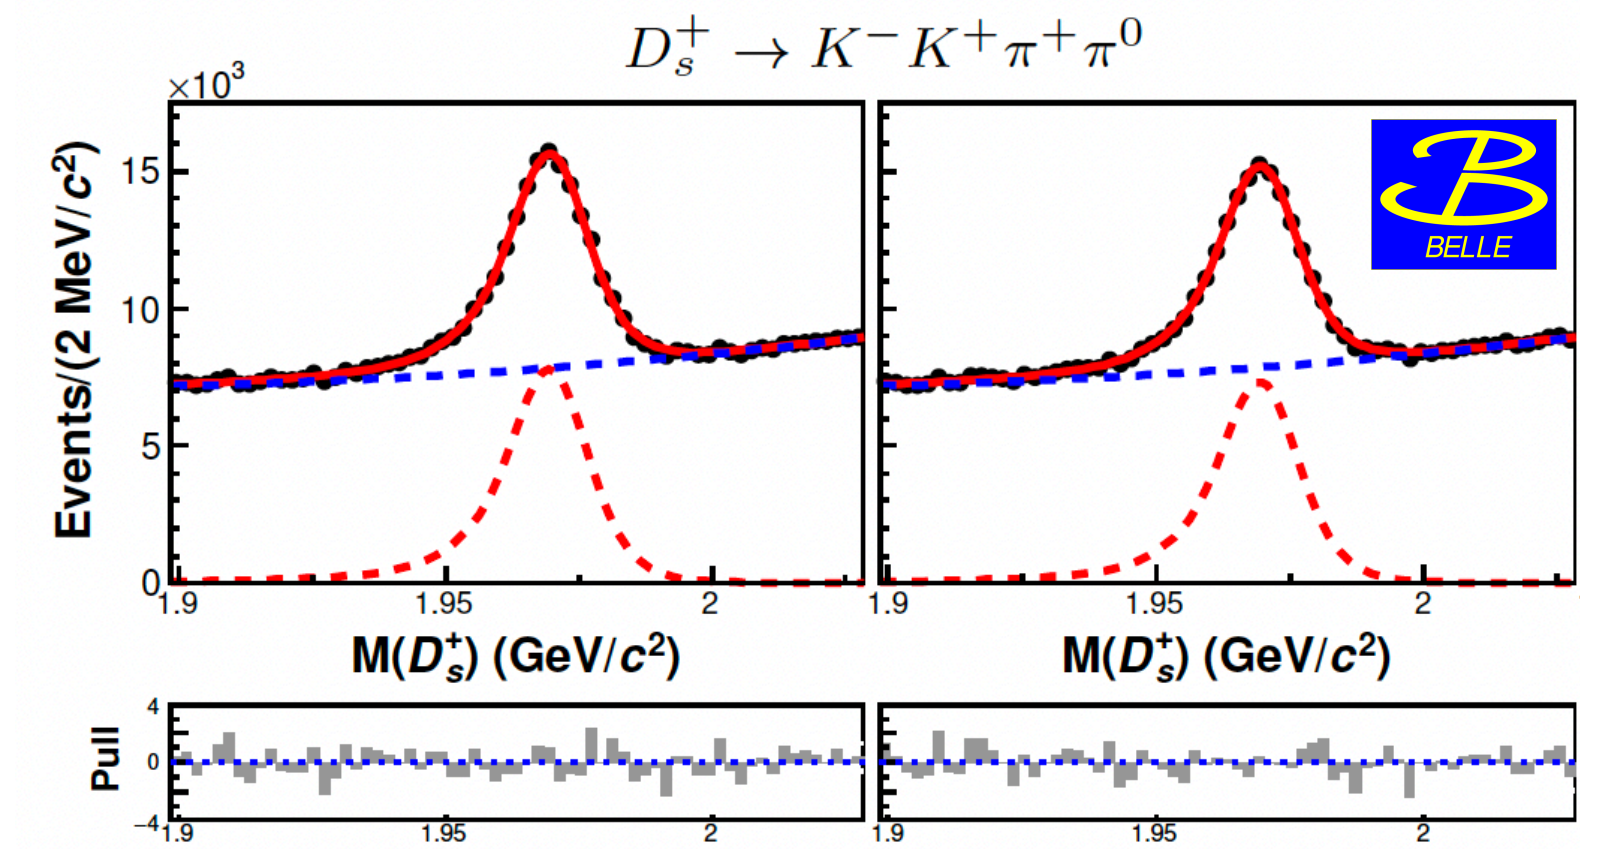 D_s^+ → K^- K^+ π^+ π^0
×10^3
Events/(2 MeV/c^2)
15
10
5
0
1.9 1.95 2
1.9 1.95 2
M(D_s^+) (GeV/c^2)
M(D_s^+) (GeV/c^2)
B
BELLE
Pull
4
0
−4
1.9 1.95 2
1.9 1.95 2